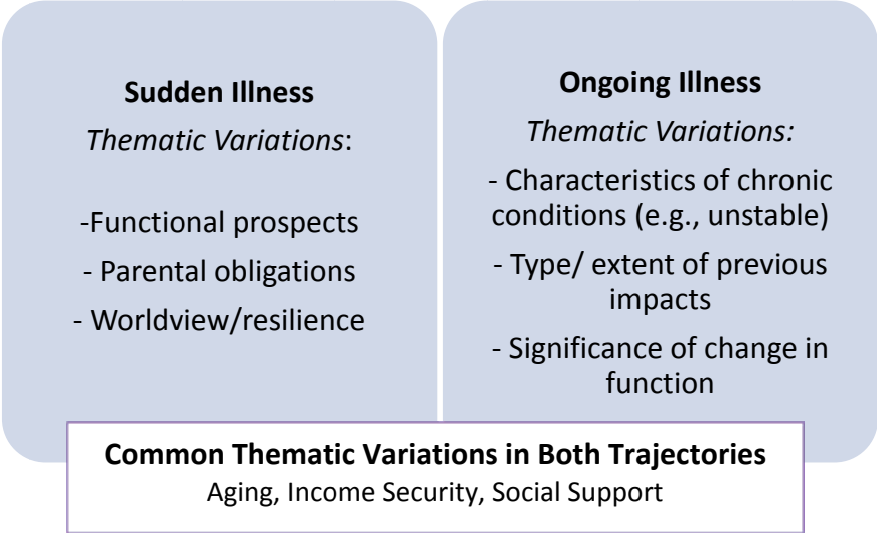 Sudden Illness
Thematic Variations:
-Functional prospects
- Parental obligations
- Worldview/resilience
Ongoing Illness
Thematic Variations:
- Characteristics of chronic
conditions (e.g., unstable)
- Type/ extent of previous
impacts
- Significance of change in
function
Common Thematic Variations in Both Trajectories
Aging, Income Security, Social Support